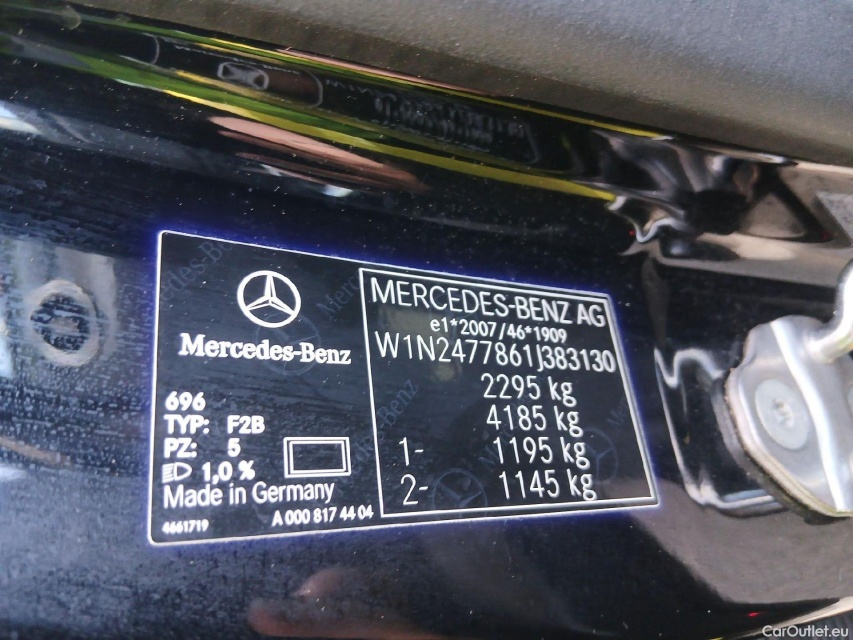 Mercedes-Benz
696
TYP: F2B
PZ: 5
1,0 %
Made in Germany
4461719 A 000 817 44 04
MERCEDES-BENZ AG
e1*2007/46*1909
W1N2477861J383130
2295 kg
4185 kg
1- 1195 kg
2- 1145 kg
CarOutlet.eu